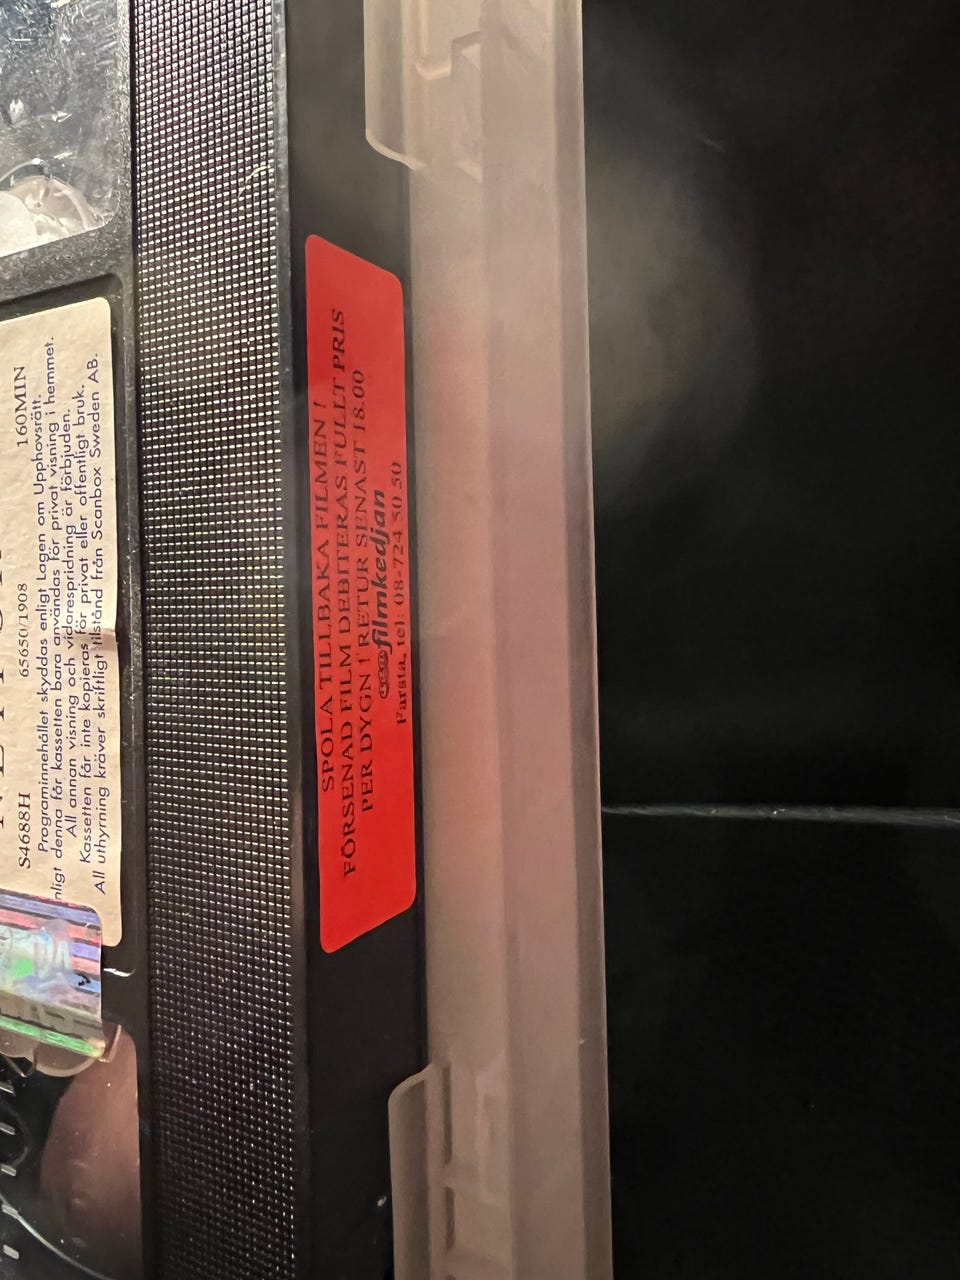 S4688H 65650/1908 160MIN
Programinnehållet skyddas enligt Lagen om Upphovsrätt.
nligt denna får kassetten bara användas för privat visning i hemmet.
All annan visning och vidarespridning är förbjuden.
Kassetten får inte kopieras för privat eller offentligt bruk.
All uthyrning kräver skriftligt tilstånd från Scanbox Sweden AB.
SPOLA TILLBAKA FILMEN !
FÖRSENAD FILM DEBITERAS FULLT PRIS
PER DYGN ! RETUR SENAST 18.00
filmkedjan
Farsta, tel: 08-724 50 50